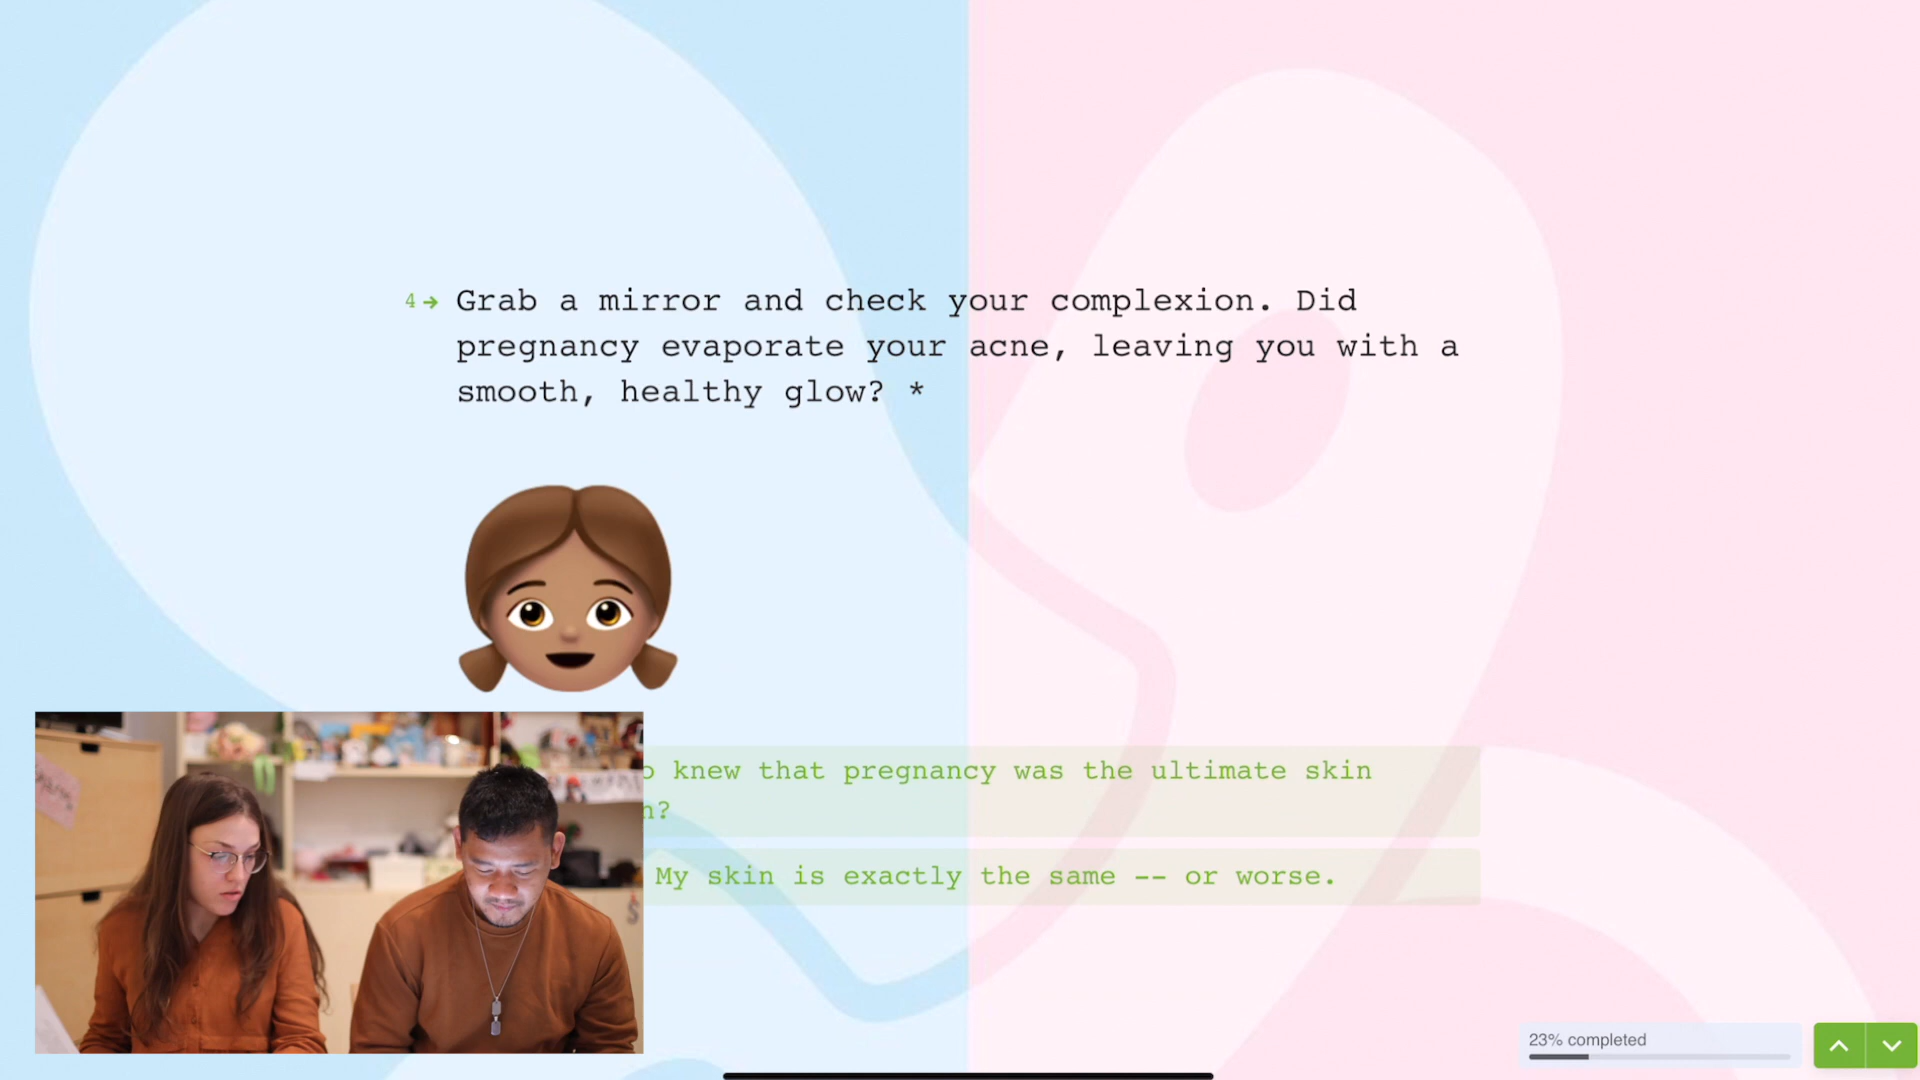 4 Grab a mirror and check your complexion. Did
pregnancy evaporate your acne, leaving you with a
smooth, healthy glow? *
knew that pregnancy was the ultimate skin
My skin is exactly the same -- or worse.
23% completed